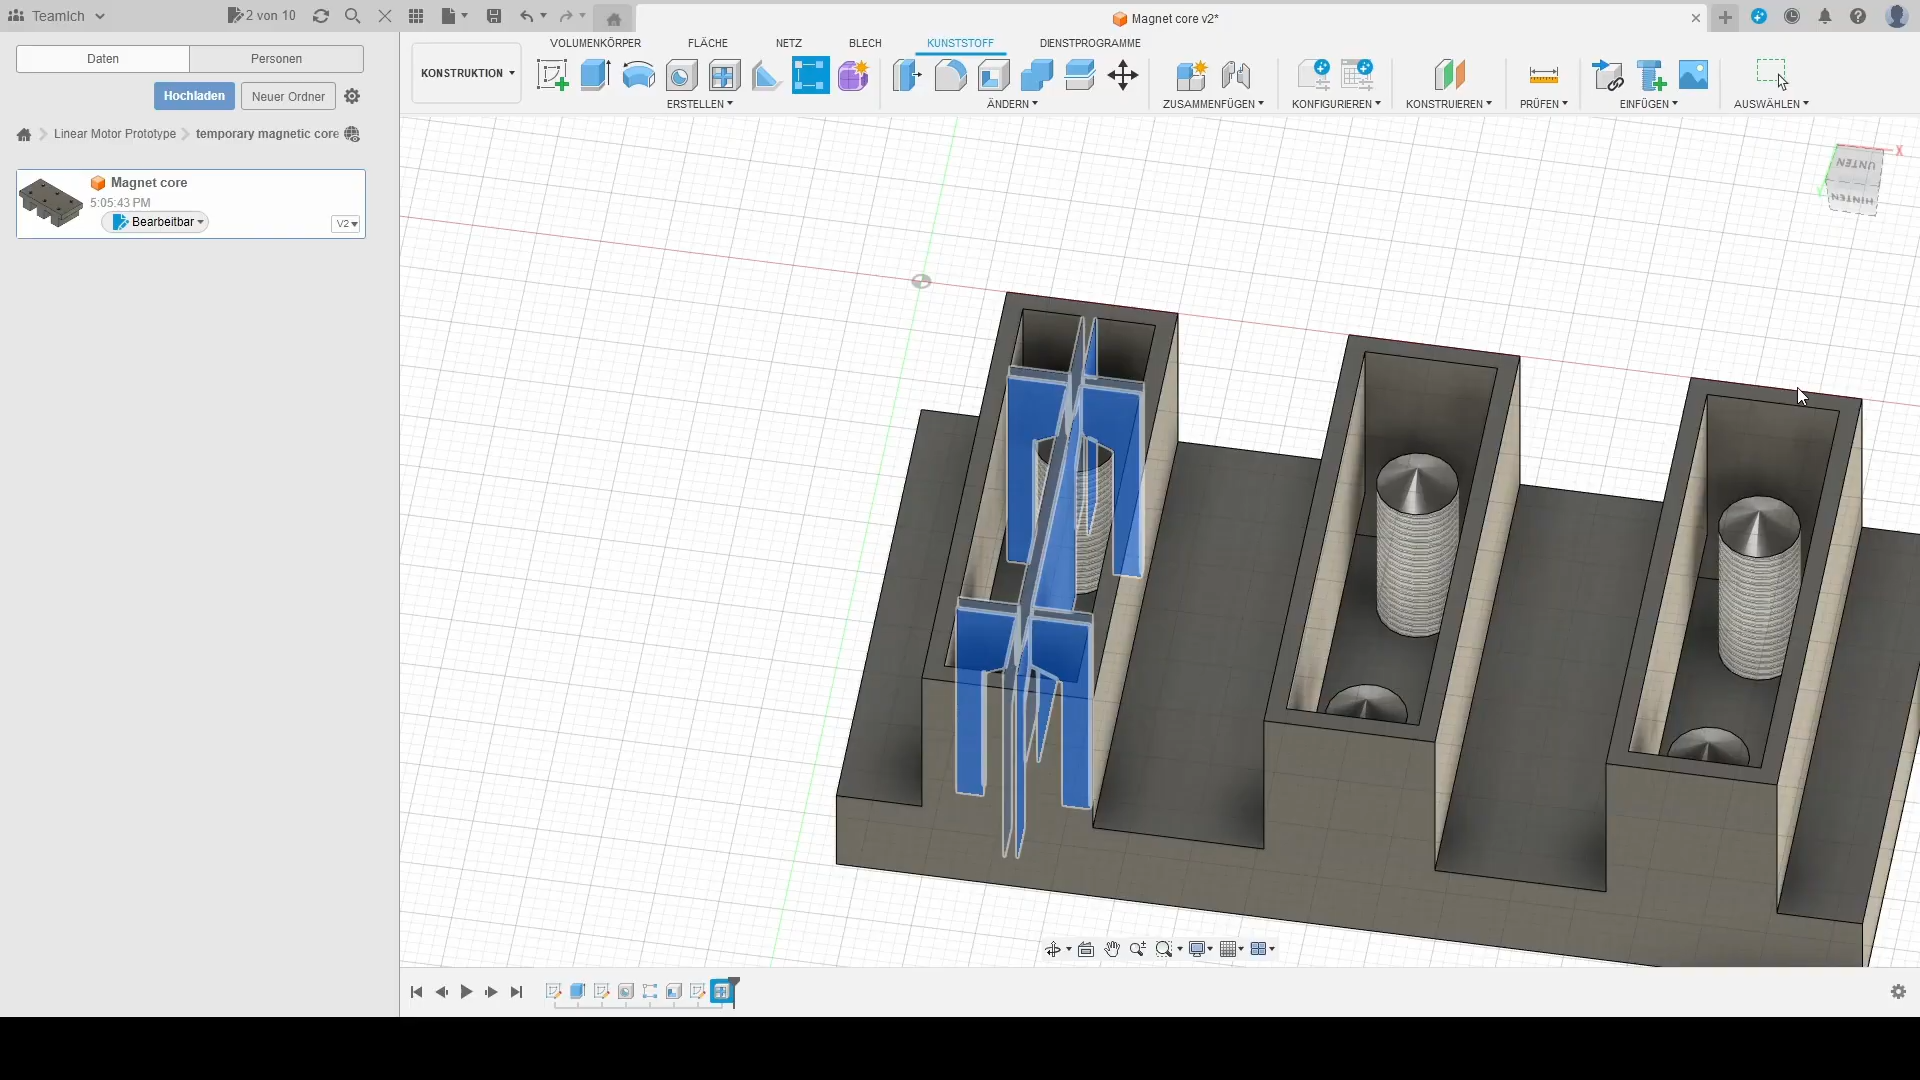 TeamIch
2 von 10
Magnet core v2*
Daten
Personen
Hochladen
Neuer Ordner
Linear Motor Prototype
temporary magnetic core
Magnet core
5:05:43 PM
Bearbeitbar
V2
KONSTRUKTION
VOLUMENKÖRPER
FLÄCHE
NETZ
BLECH
KUNSTSTOFF
DIENSTPROGRAMME
ERSTELLEN
ÄNDERN
ZUSAMMENFÜGEN
KONFIGURIEREN
KONSTRUIEREN
PRÜFEN
EINFÜGEN
AUSWÄHLEN
X
UNTEN
HINTEN